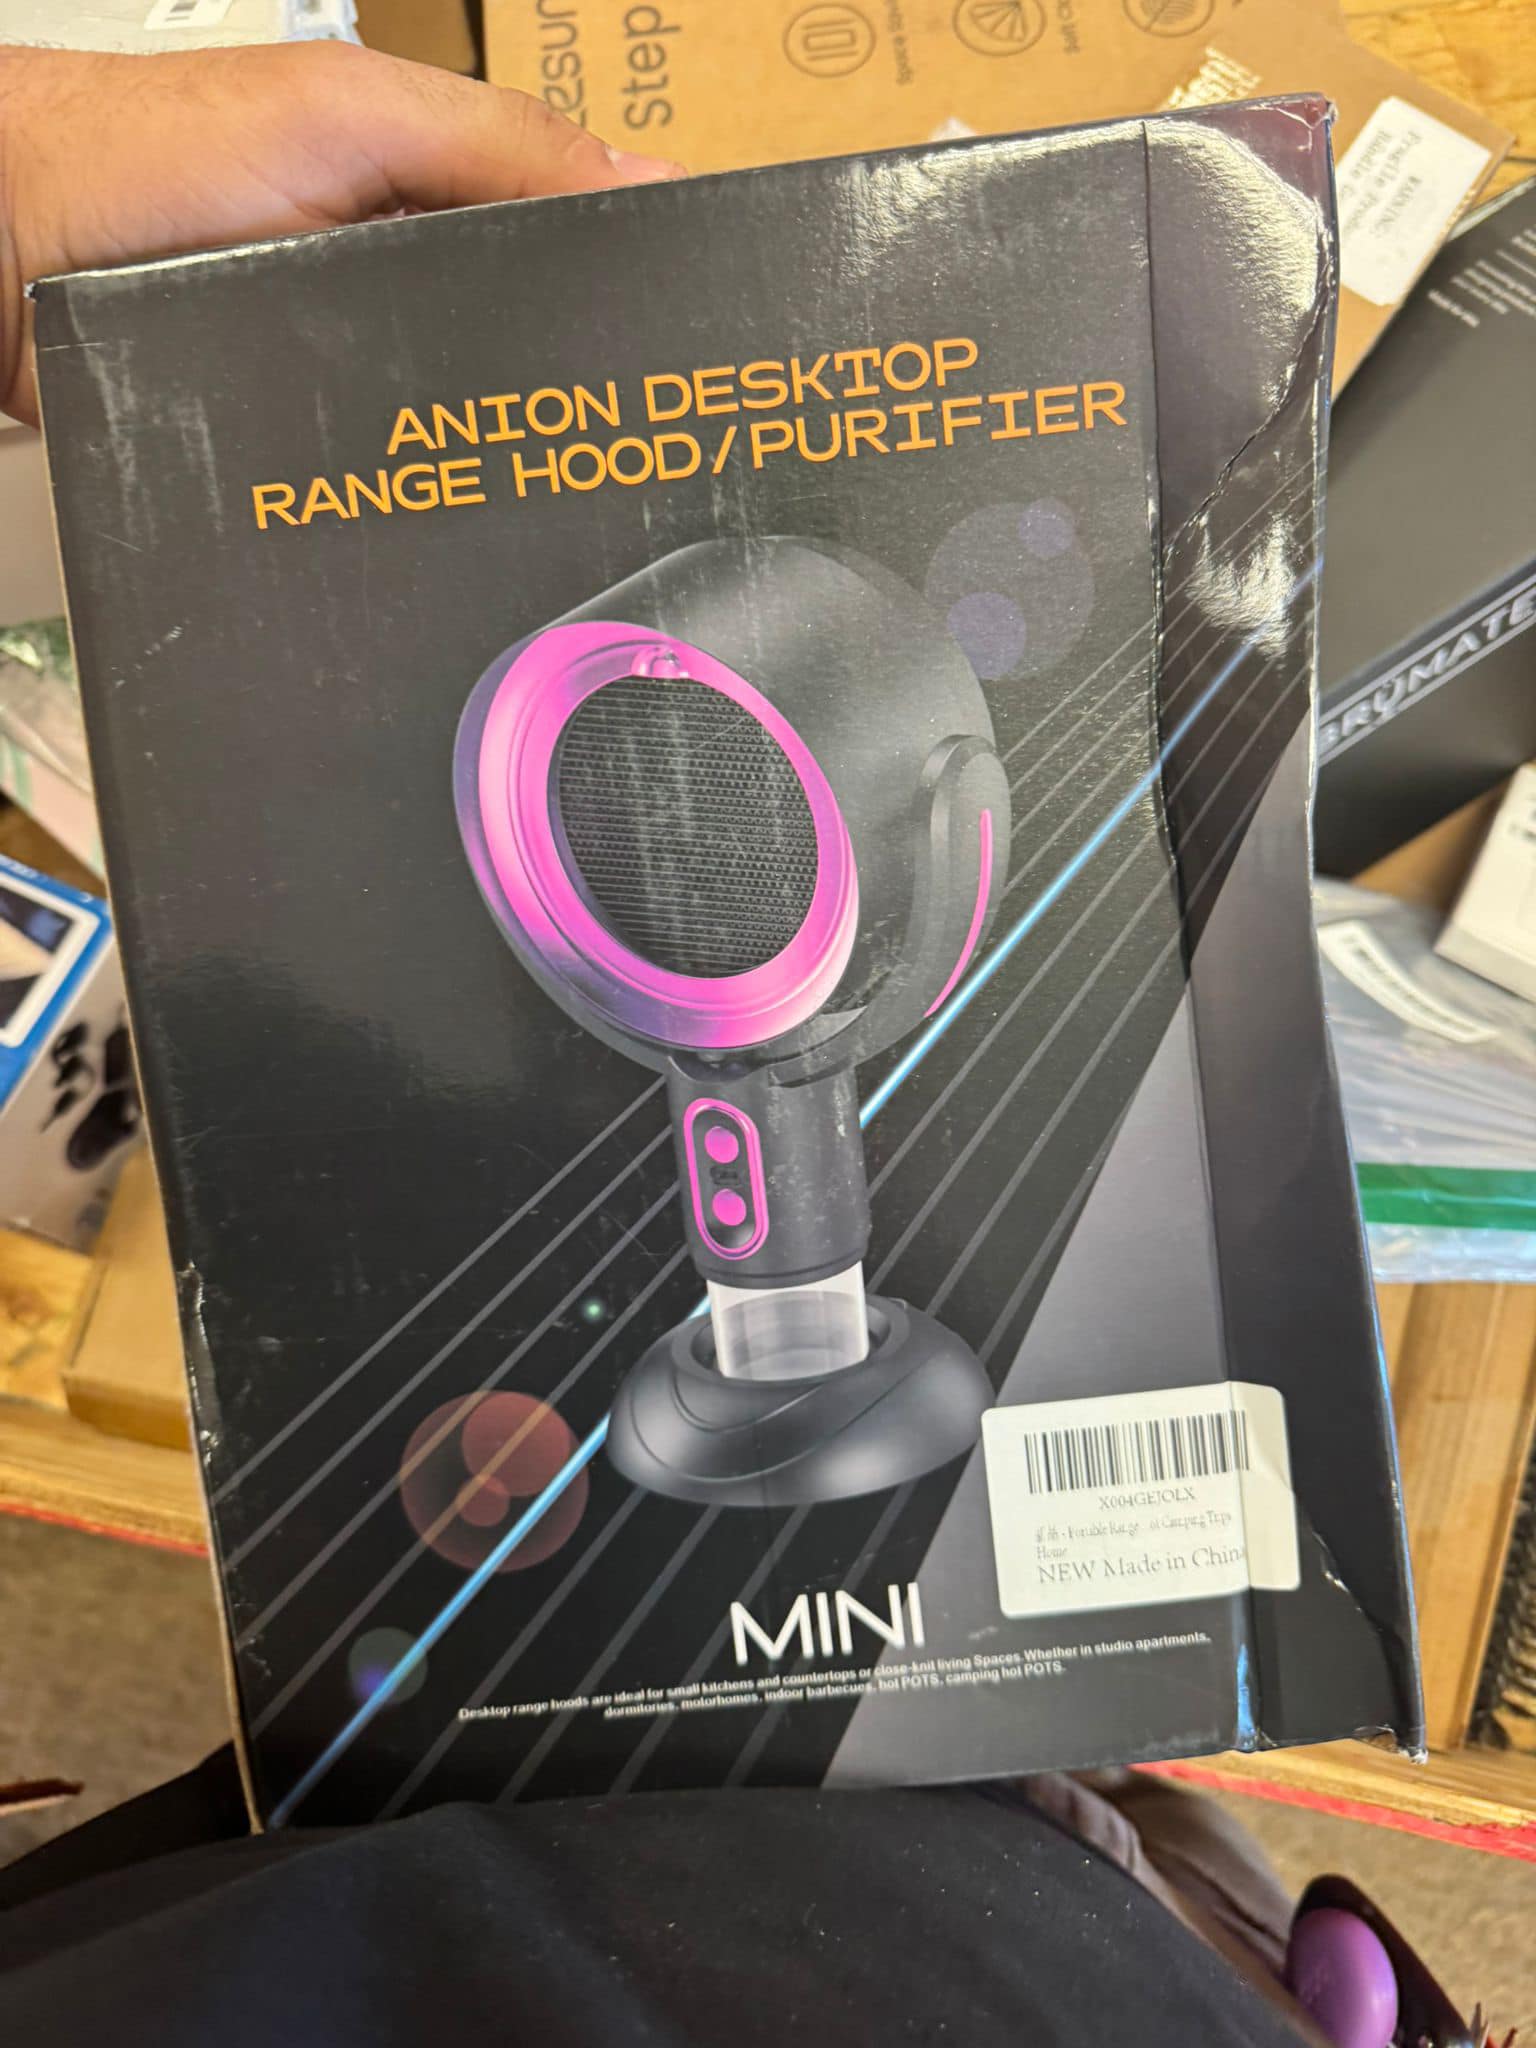 Step
ANION DESKTOP
RANGE HOOD/PURIFIER
BRÜMATE
X004GEJOLX
Home
NEW Made in China
MINI
Desktop range hoods are ideal for small kitchens and countertops or close-knit living Spaces Whether in studio apartments,
dormitories, motorhomes, indoor barbecues, hot POTS, camping hot POTS.